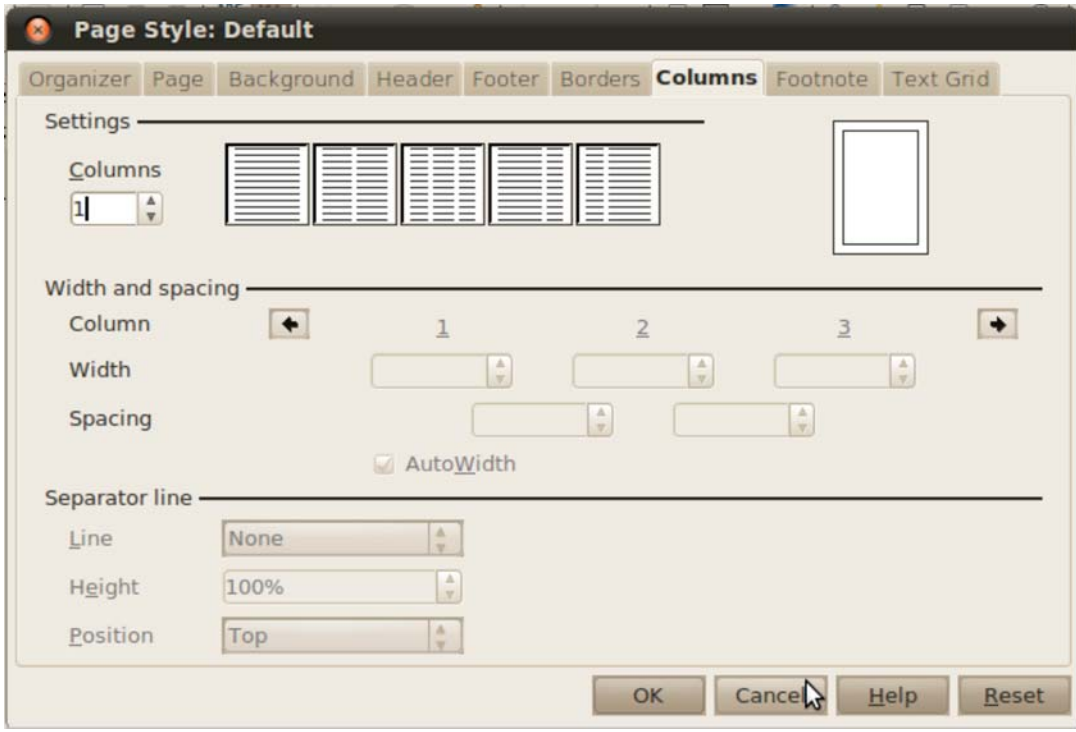 Page Style: Default
Organizer Page Background Header Footer Borders Columns Footnote Text Grid
Settings
Columns
1
Width and spacing
Column 1 2 3
Width
Spacing
AutoWidth
Separator line
Line None
Height 100%
Position Top
OK Cancel Help Reset